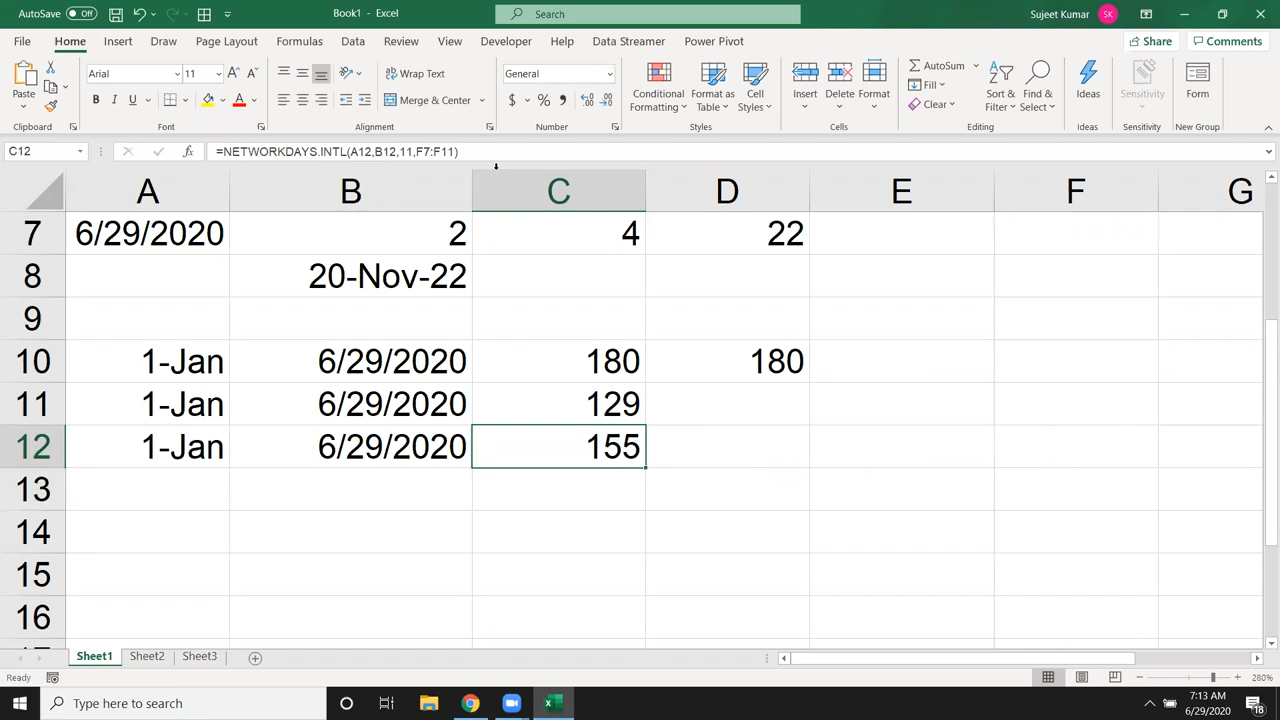 AutoSave Off Book1 - Excel Search Sujeet Kumar SK
File Home Insert Draw Page Layout Formulas Data Review View Developer Help Data Streamer Power Pivot Share Comments
Paste Arial 11 A A Wrap Text General Conditional Formatting Format as Table Cell Styles Insert Delete Format AutoSum Fill Clear Sort & Filter Find & Select Ideas Sensitivity Form
B I U A Merge & Center $ % ,
Clipboard Font Alignment Number Styles Cells Editing Ideas Sensitivity New Group
C12 fx =NETWORKDAYS.INTL(A12,B12,11,F7:F11)
A B C D E F G
7 6/29/2020 2 4 22
8 20-Nov-22
9
10 1-Jan 6/29/2020 180 180
11 1-Jan 6/29/2020 129
12 1-Jan 6/29/2020 155
13
14
15
16
Sheet1 Sheet2 Sheet3
Ready 280%
Type here to search 7:13 AM
6/29/2020 18